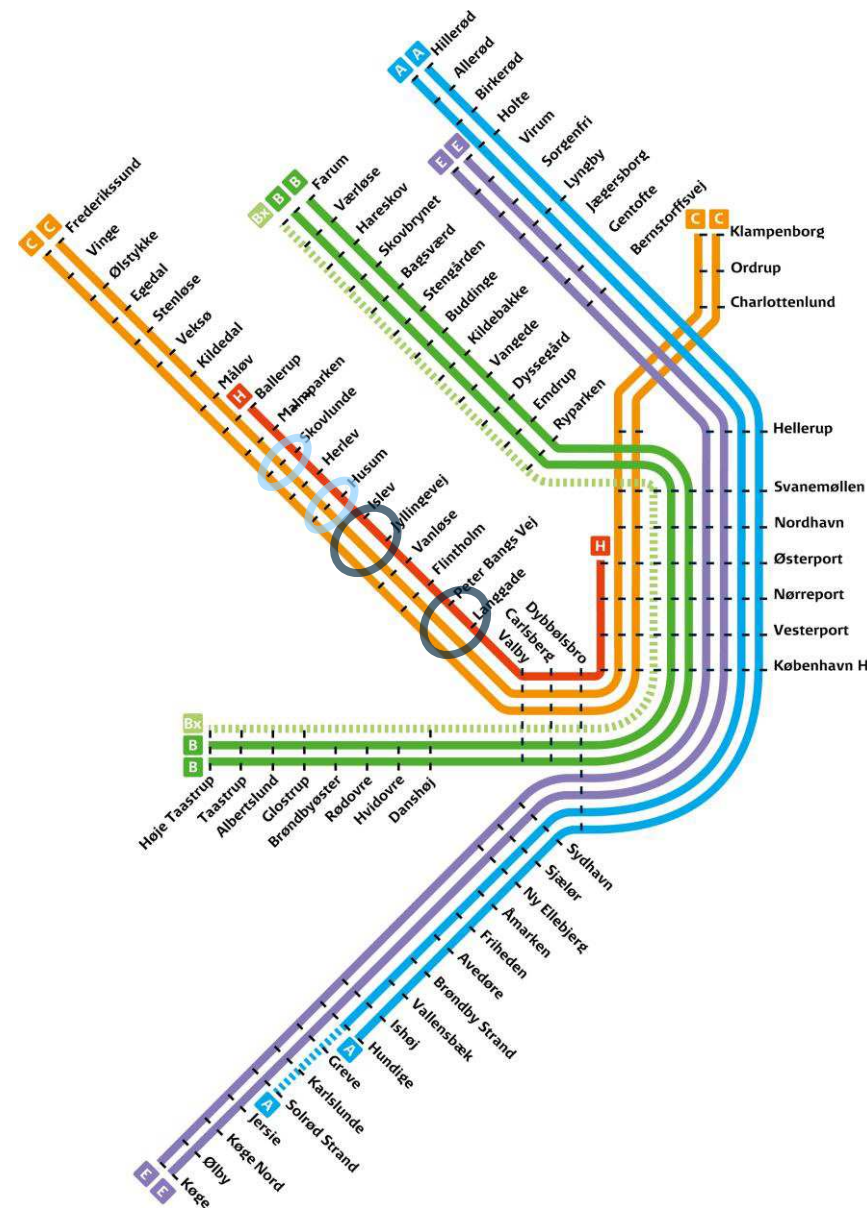 A
A
Hillerød
Allerød
Birkerød
Holte
Virum
Sorgenfri
Lyngby
Jægersborg
Gentofte
Bernstorffsvej
E
E
Bx
B
B
Farum
Værløse
Hareskov
Skovbrynet
Bagsværd
Stengården
Buddinge
Kildebakke
Vangede
Dyssegård
Emdrup
Ryparken
C
C
Frederikssund
Vinge
Ølstykke
Egedal
Stenløse
Veksø
Kildedal
Måløv
H
Ballerup
Malmparken
Skovlunde
Herlev
Husum
Islev
Jyllingevej
Vanløse
Flintholm
Peter Bangs Vej
Langgade
Valby
Carlsberg
Dybbølsbro
C
C
Klampenborg
Ordrup
Charlottenlund
Hellerup
Svanemøllen
Nordhavn
H
Østerport
Nørreport
Vesterport
København H
Bx
B
B
Høje Taastrup
Taastrup
Albertslund
Glostrup
Brøndbyøster
Rødovre
Hvidovre
Danshøj
Sydhavn
Sjælør
Ny Ellebjerg
Åmarken
Friheden
Avedøre
Brøndby Strand
Vallensbæk
Ishøj
Hundige
A
Greve
Karlslunde
Solrød Strand
A
Jersie
Køge Nord
Ølby
Køge
E
E